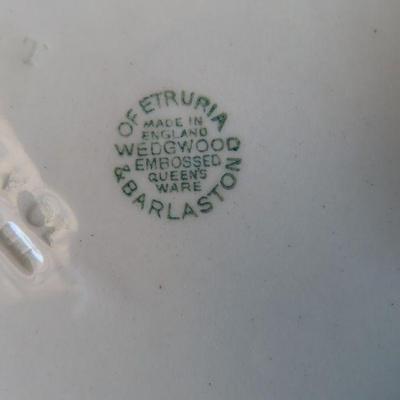 OF ETRURIA
MADE IN
ENGLAND
WEDGWOOD
EMBOSSED
QUEEN'S
WARE
& BARLASTON